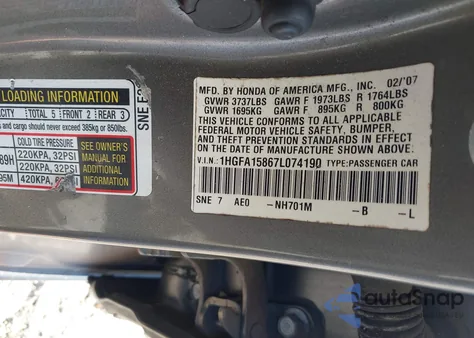 LOADING INFORMATION
TOTAL 5 FRONT 2 REAR 3
and cargo should never exceed 385kg or 850lbs.
COLD TIRE PRESSURE
89H 220KPA, 32PSI
220KPA, 32PSI
95M 420KPA,
SEE OWNER'S
MANUAL FOR
ADDITIONAL
INFORMATION
SNE
MFD. BY HONDA OF AMERICA MFG., INC. 02/'07
GVWR 3737LBS GAWR F 1973LBS R 1764LBS
GVWR 1695KG GAWR F 895KG R 800KG
THIS VEHICLE CONFORMS TO ALL APPLICABLE
FEDERAL MOTOR VEHICLE SAFETY, BUMPER,
AND THEFT PREVENTION STANDARDS IN EFFECT
ON THE DATE OF MANUFACTURE SHOWN ABOVE.
V.I.N: 1HGFA15867L074190 TYPE:PASSENGER CAR
SNE 7 AE0 -NH701M -B -L
autoSnap